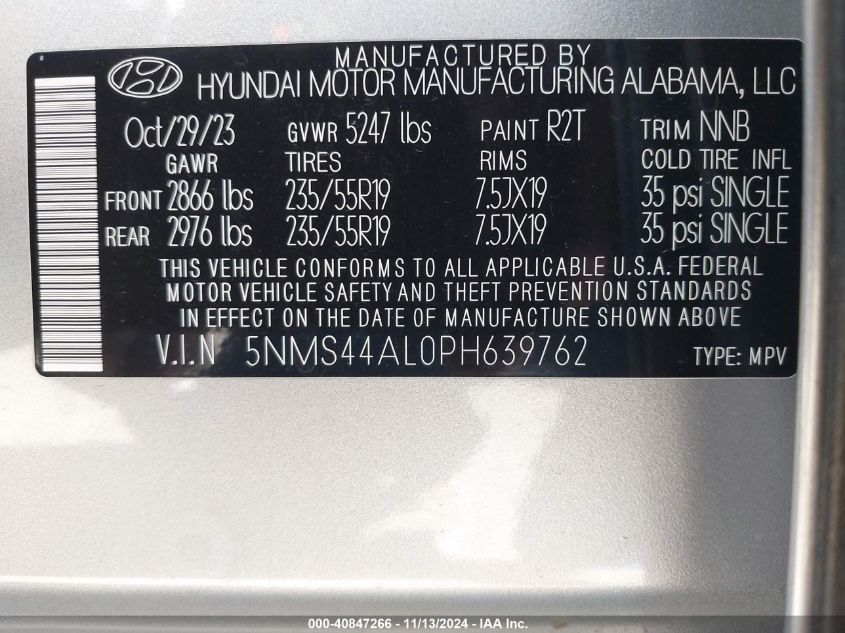 MANUFACTURED BY
HYUNDAI MOTOR MANUFACTURING ALABAMA, LLC
Oct/29/23 GVWR 5247 lbs PAINT R2T TRIM NNB
GAWR TIRES RIMS COLD TIRE INFL
FRONT 2866 lbs 235/55R19 7.5JX19 35 psi SINGLE
REAR 2976 lbs 235/55R19 7.5JX19 35 psi SINGLE
THIS VEHICLE CONFORMS TO ALL APPLICABLE U.S.A. FEDERAL
MOTOR VEHICLE SAFETY AND THEFT PREVENTION STANDARDS
IN EFFECT ON THE DATE OF MANUFACTURE SHOWN ABOVE.
V.I.N 5NMS44AL0PH639762 TYPE: MPV
000-40847266 - 11/13/2024 - IAA Inc.